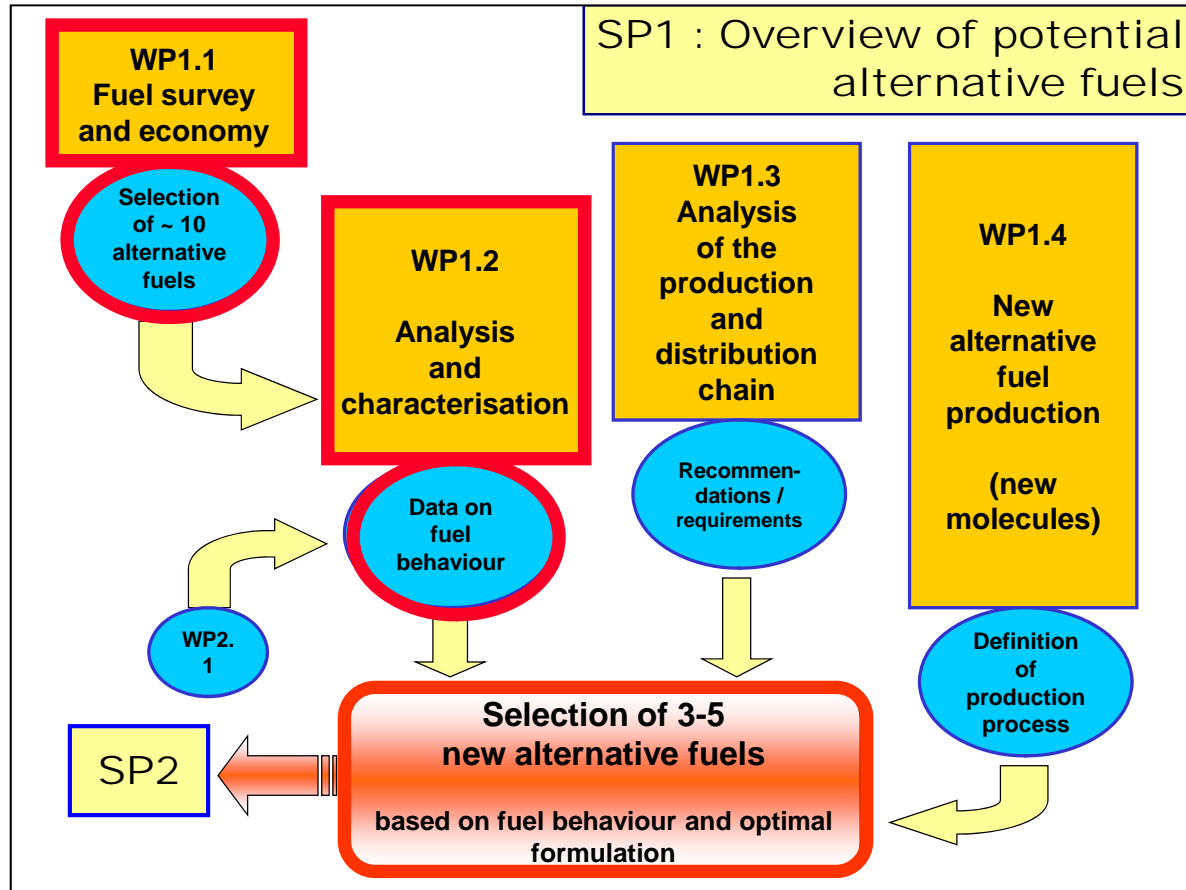 SP1 : Overview of potential
alternative fuels
WP1.1
Fuel survey
and economy
Selection
of ~ 10
alternative
fuels
WP1.2
Analysis
and
characterisation
Data on
fuel
behaviour
WP2.
1
WP1.3
Analysis
of the
production
and
distribution
chain
Recommen-
dations /
requirements
WP1.4
New
alternative
fuel
production
(new
molecules)
Definition
of
production
process
Selection of 3-5
new alternative fuels
based on fuel behaviour and optimal
formulation
SP2